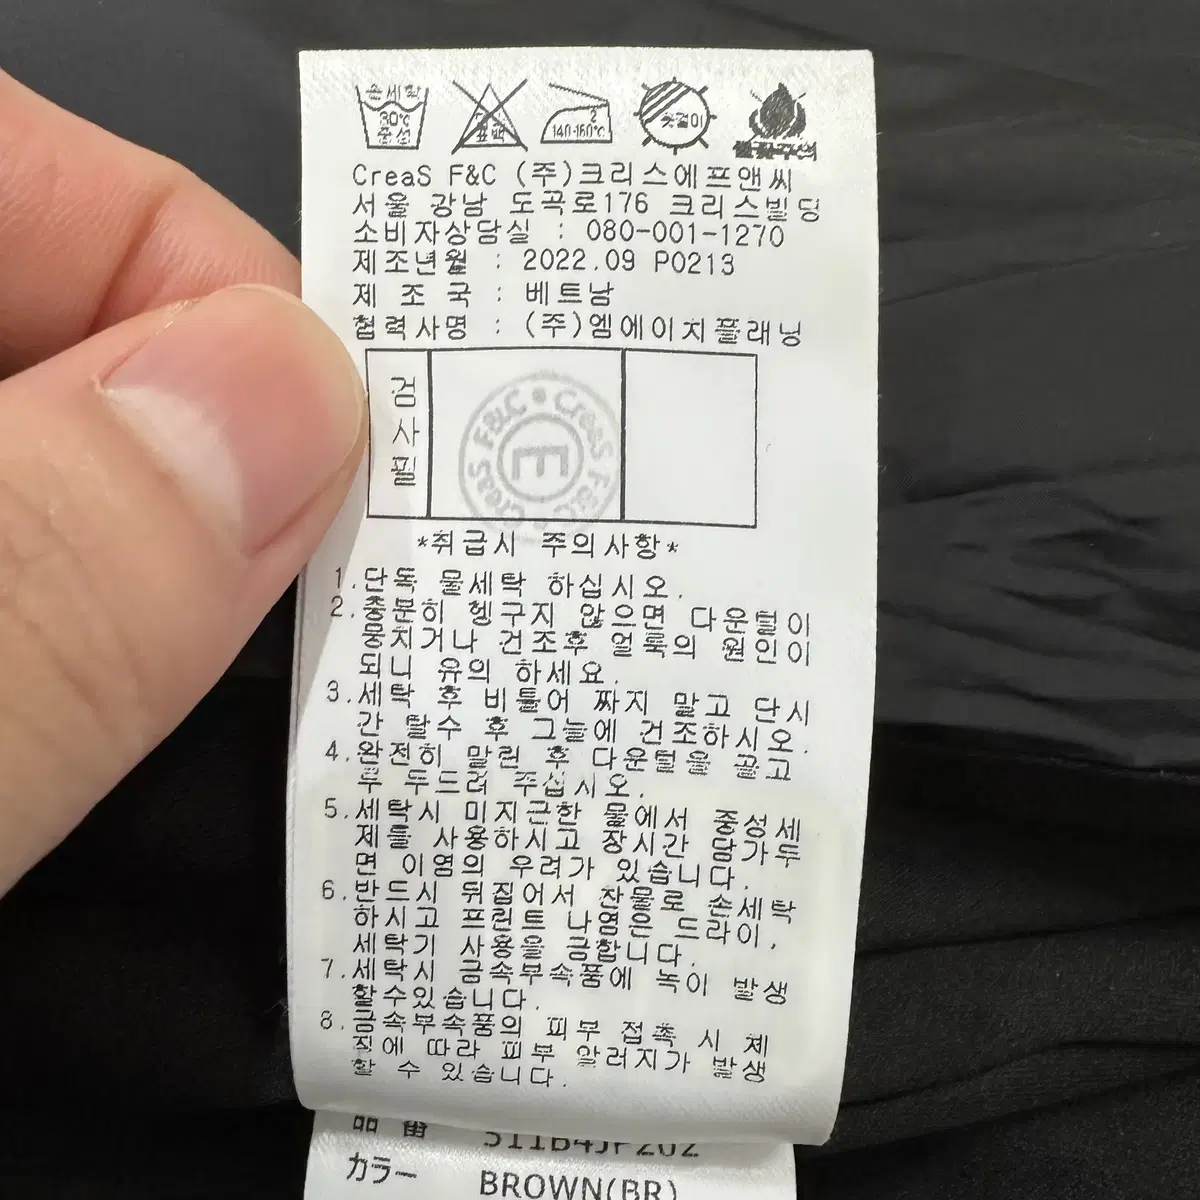 손세탁
30℃
중성
표백
2
140-160℃
옷걸이
CreaS F&C (주)크리스에프앤씨
서울 강남 도곡로176 크리스빌딩
소비자상담실 : 080-001-1270
제조년월 : 2022.09 P0213
제 조 국 : 베트남
협력사명 : (주)엠에이치플래닝
검사필
CreaS F&C • CreaS F&C •
E
*취급시 주의사항*
1.단독 물세탁 하십시오.
2.충분히 헹구지 않으면 다운털이
뭉치거나 건조후 얼룩의 원인이
되니 유의 하세요.
3.세탁 후 비틀어 짜지 말고 단시
간 탈수 후 그늘에 건조하시오.
4.완전히 말린 후 다운털을 골고
루 두드려 주십시오.
5.세탁시 미지근한 물에서 중성세
제를 사용하시고 장시간 담가두
면 이염의 우려가 있습니다.
6.반드시 뒤집어서 찬물로 손세탁
하시고 프린트 나염은 드라이,
세탁기 사용을 금합니다.
7.세탁시 금속부속품에 녹이 발생
할수있습니다.
8.금속부속품의 피부 접촉 시 체
질에 따라 피부 알러지가 발생
할 수 있습니다.
品番
カラー BROWN(BR)